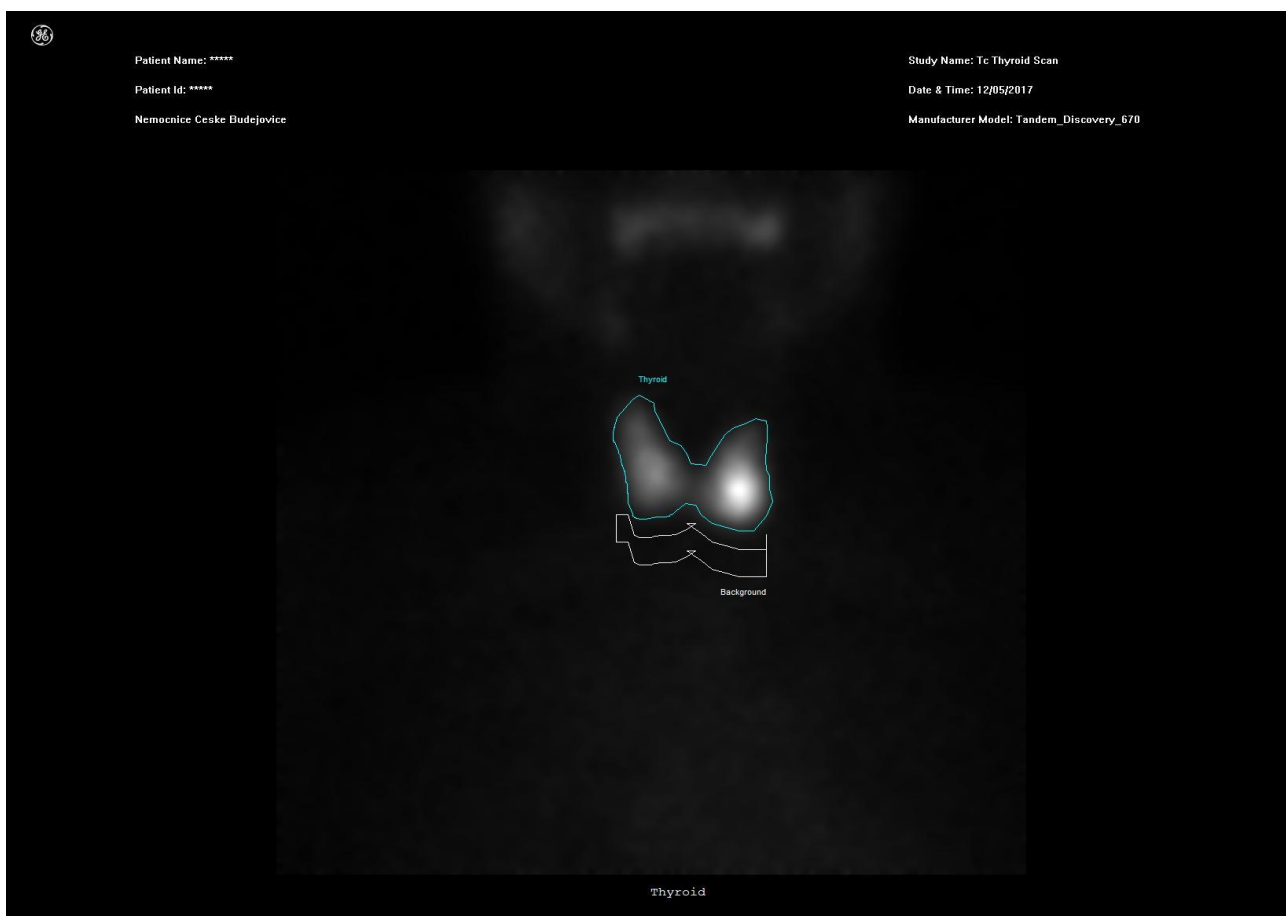 Patient Name: *****
Patient Id: *****
Nemocnice Ceske Budejovice
Study Name: Tc Thyroid Scan
Date & Time: 12/05/2017
Manufacturer Model: Tandem_Discovery_670
Thyroid
Background
Thyroid